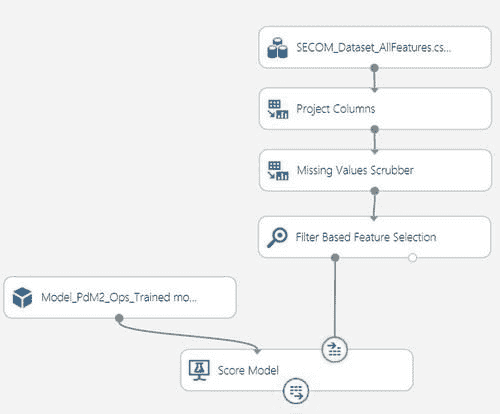 SECOM_Dataset_AllFeatures.cs...
Project Columns
Missing Values Scrubber
Filter Based Feature Selection
Model_PdM2_Ops_Trained mo...
Score Model